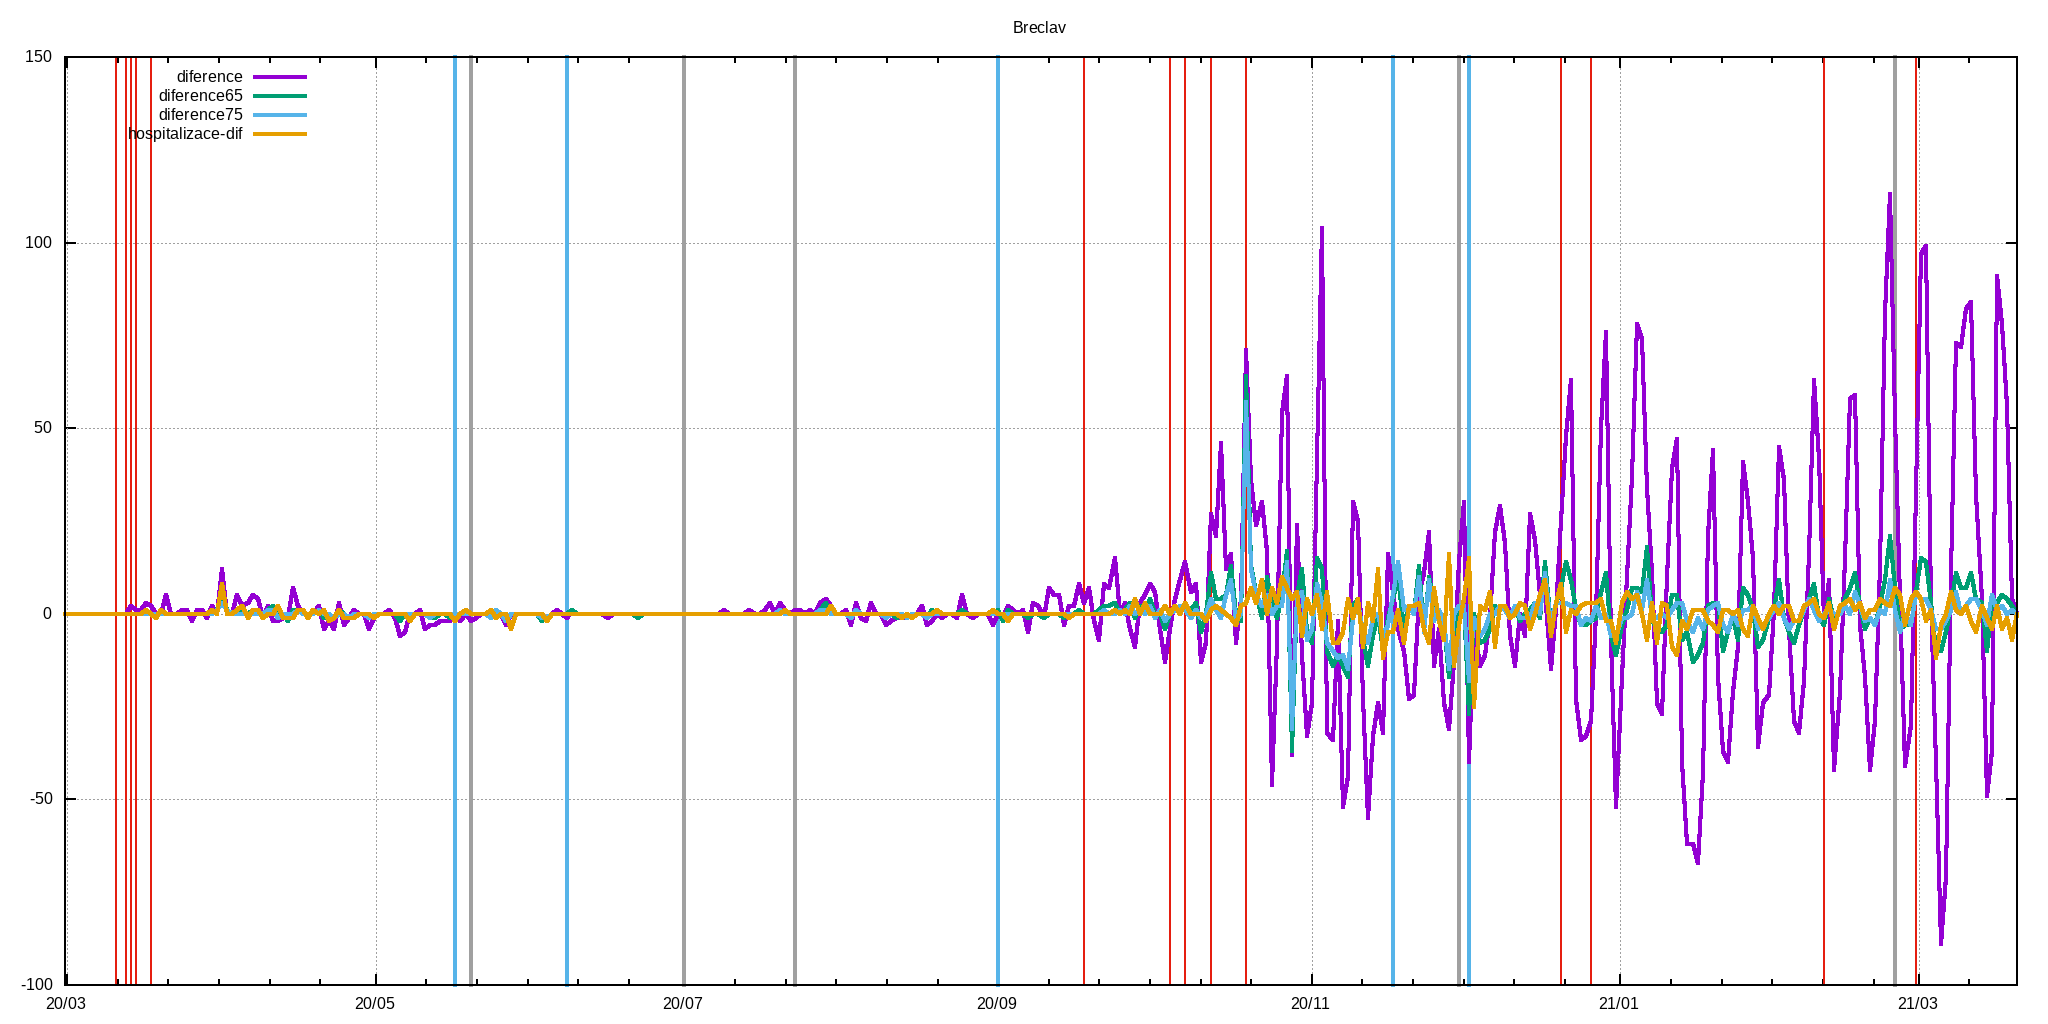 Breclav
150
diference
diference65
diference75
hospitalizace-dif
100
50
0
-50
-100
20/03 20/05 20/07 20/09 20/11 21/01 21/03